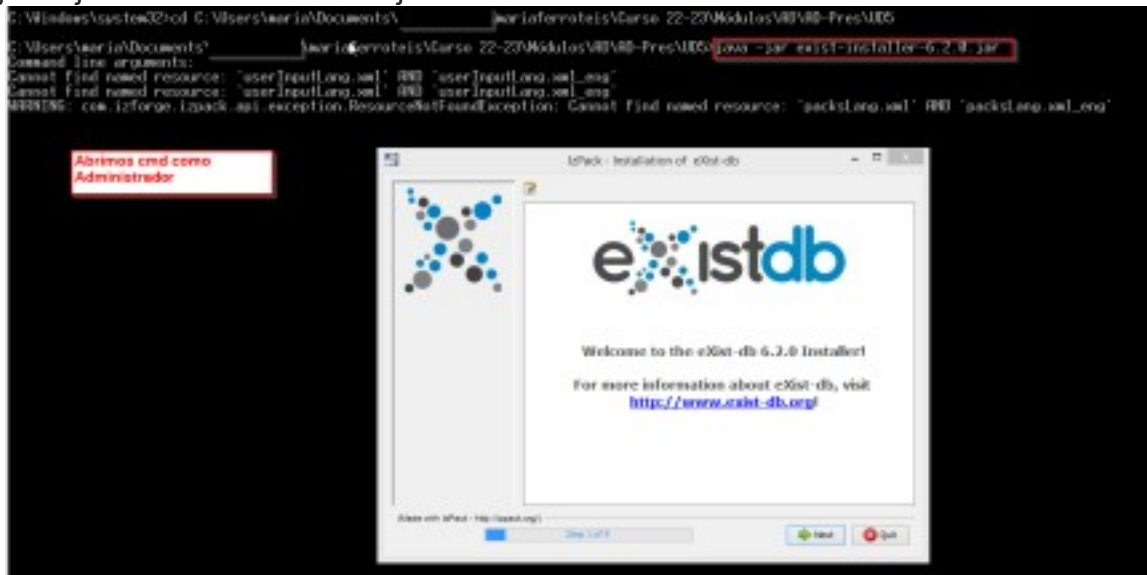 C:\Windows\system32>cd C:\Users\maria\Documents\ mariaferroteis\Curso 22-23\Módulos\AD\AD-Pres\UD5
C:\Users\maria\Documents\ mariaferroteis\Curso 22-23\Módulos\AD\AD-Pres\UD5>java -jar exist-installer-6.2.0.jar
Command line arguments:
Cannot find named resource: 'userInputLang.xml' AND 'userInputLang.xml_eng'
Cannot find named resource: 'userInputLang.xml' AND 'userInputLang.xml_eng'
WARNING: com.izforge.izpack.api.exception.ResourceNotFoundException: Cannot find named resource: 'packsLang.xml' AND 'packsLang.xml_eng'
Abrimos cmd como
Administrador
IzPack - Installation of eXist-db
eXistdb
Welcome to the eXist-db 6.2.0 Installer!
For more information about eXist-db, visit
http://www.exist-db.org!
(Made with IzPack - http://izpack.org/)
Step 1 of
Next
Quit